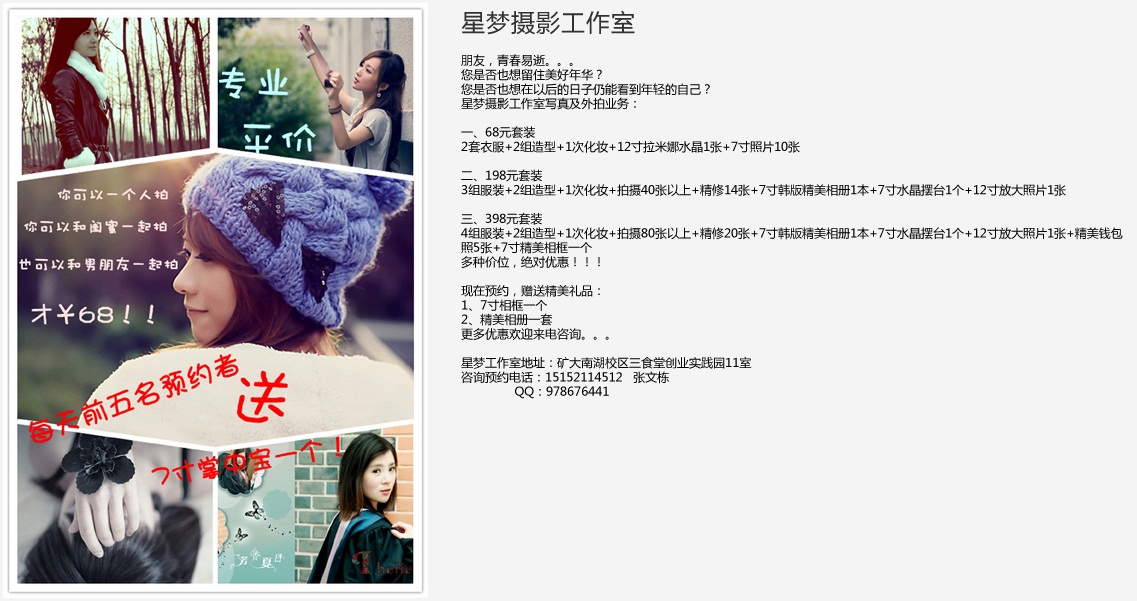 专业
平价
你可以一个人拍
你可以和闺蜜一起拍
也可以和男朋友一起拍
才¥68！！
每天前五名预约者
送
7寸掌中宝一个！
芳香夏日
星梦摄影工作室
朋友，青春易逝。。。
您是否也想留住美好年华？
您是否也想在以后的日子仍能看到年轻的自己？
星梦摄影工作室写真及外拍业务：
一、68元套装
2套衣服+2组造型+1次化妆+12寸拉米娜水晶1张+7寸照片10张
二、198元套装
3组服装+2组造型+1次化妆+拍摄40张以上+精修14张+7寸韩版精美相册1本+7寸水晶摆台1个+12寸放大照片1张
三、398元套装
4组服装+2组造型+1次化妆+拍摄80张以上+精修20张+7寸韩版精美相册1本+7寸水晶摆台1个+12寸放大照片1张+精美钱包
照5张+7寸精美相框一个
多种价位，绝对优惠！！！
现在预约，赠送精美礼品：
1、7寸相框一个
2、精美相册一套
更多优惠欢迎来电咨询。。。
星梦工作室地址：矿大南湖校区三食堂创业实践园11室
咨询预约电话：15152114512 张文栋
QQ：978676441